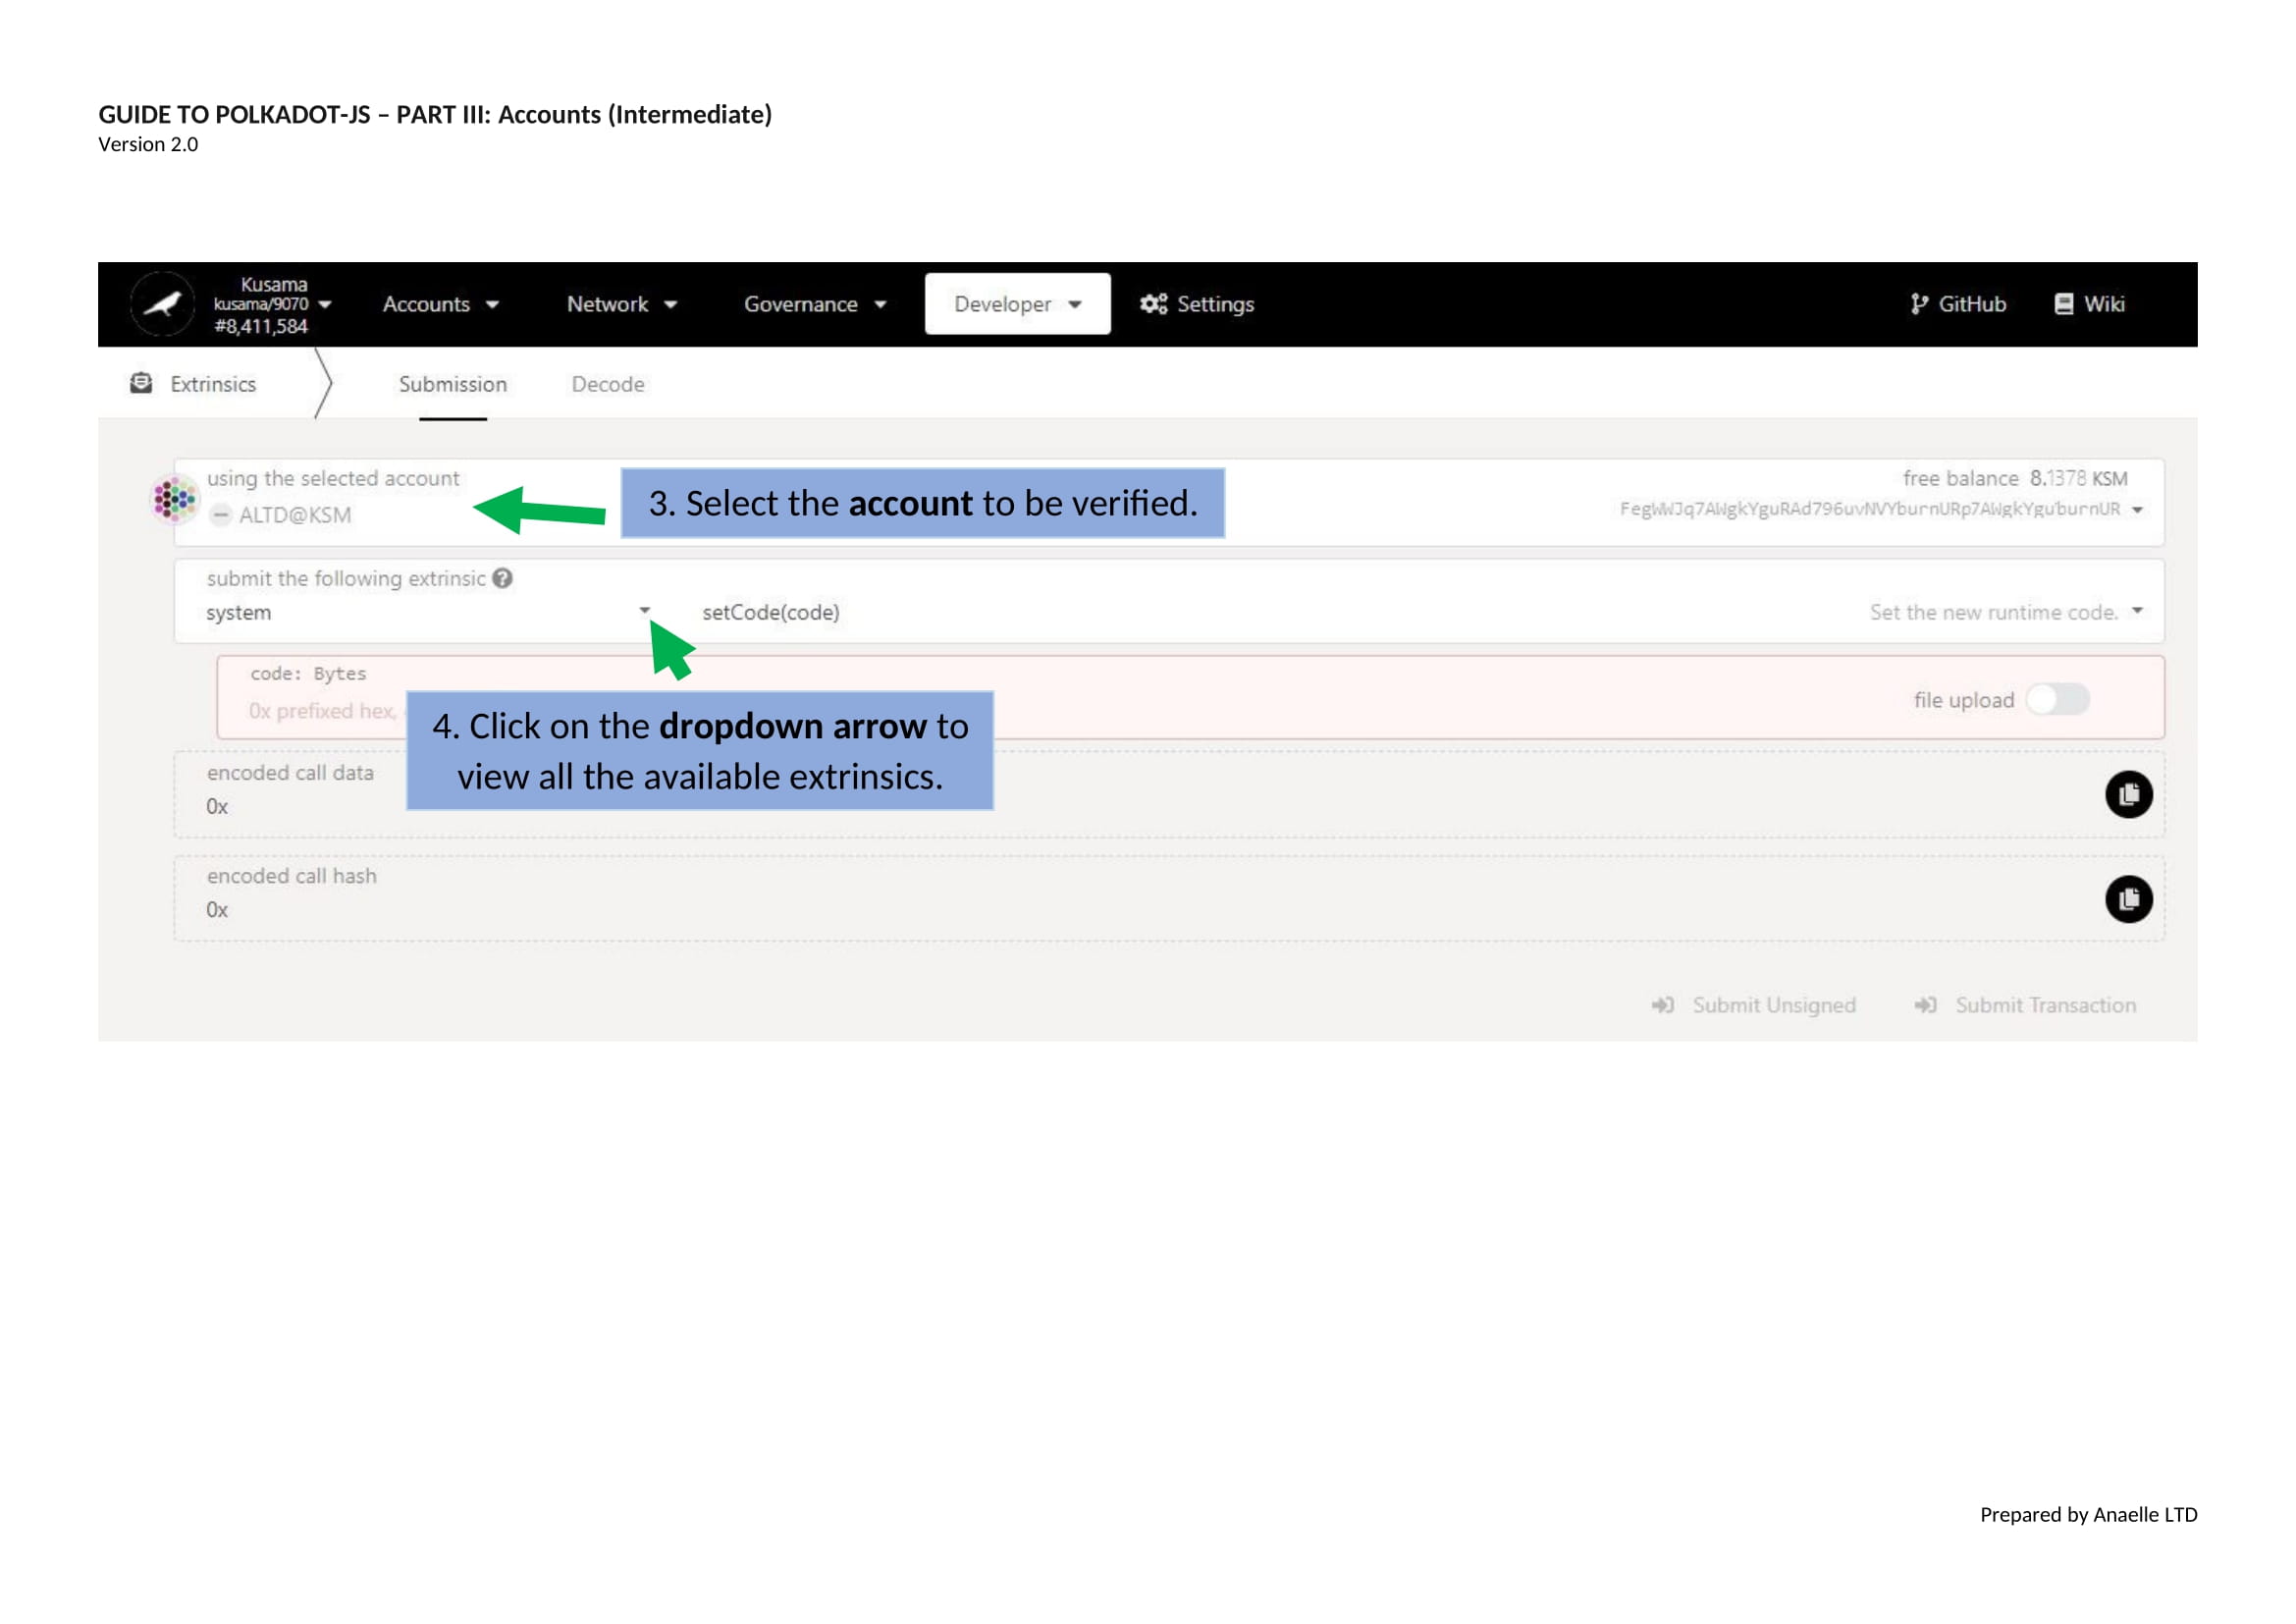 GUIDE TO POLKADOT-JS – PART III: Accounts (Intermediate)
Version 2.0
Kusama
kusama/9070
#8,411,584
Accounts
Network
Governance
Developer
Settings
GitHub
Wiki
Extrinsics
Submission
Decode
using the selected account
ALTD@KSM
3. Select the account to be verified.
free balance 8.1378 KSM
FegWWJq7AWgkYguRAd796uvNVYburnURp7AWgkYguburnUR
submit the following extrinsic
system
setCode(code)
Set the new runtime code.
code: Bytes
0x prefixed hex,
file upload
4. Click on the dropdown arrow to
view all the available extrinsics.
encoded call data
0x
encoded call hash
0x
Submit Unsigned
Submit Transaction
Prepared by Anaelle LTD